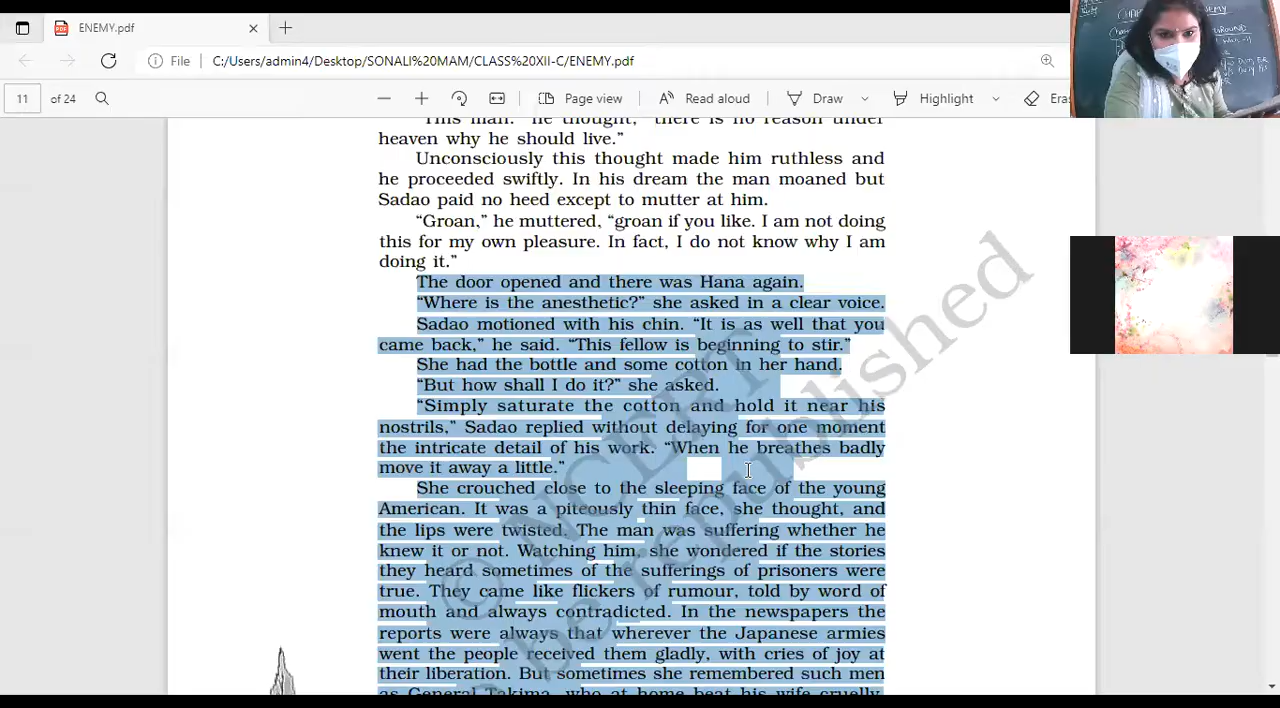 ENEMY.pdf
File C:/Users/admin4/Desktop/SONALI%20MAM/CLASS%20XII-C/ENEMY.pdf
11 of 24 Page view Read aloud Draw Highlight
"This man." he thought, "there is no reason under
heaven why he should live."
Unconsciously this thought made him ruthless and
he proceeded swiftly. In his dream the man moaned but
Sadao paid no heed except to mutter at him.
“Groan,” he muttered, “groan if you like. I am not doing
this for my own pleasure. In fact, I do not know why I am
doing it.”
The door opened and there was Hana again.
“Where is the anesthetic?” she asked in a clear voice.
Sadao motioned with his chin. “It is as well that you
came back,” he said. “This fellow is beginning to stir.”
She had the bottle and some cotton in her hand.
“But how shall I do it?” she asked.
“Simply saturate the cotton and hold it near his
nostrils,” Sadao replied without delaying for one moment
the intricate detail of his work. “When he breathes badly
move it away a little.”
She crouched close to the sleeping face of the young
American. It was a piteously thin face, she thought, and
the lips were twisted. The man was suffering whether he
knew it or not. Watching him, she wondered if the stories
they heard sometimes of the sufferings of prisoners were
true. They came like flickers of rumour, told by word of
mouth and always contradicted. In the newspapers the
reports were always that wherever the Japanese armies
went the people received them gladly, with cries of joy at
their liberation. But sometimes she remembered such men
as General Takima, who at home beat his wife cruelly,
© NCERT
be republished